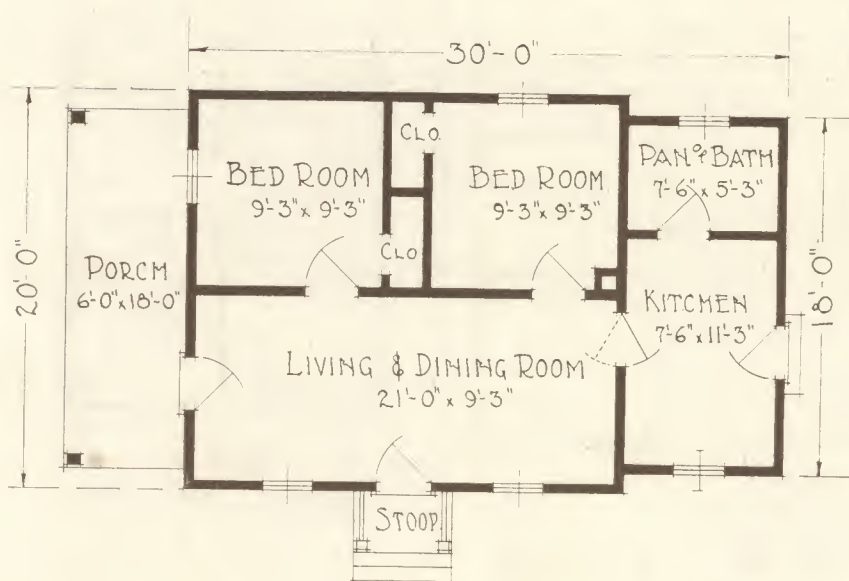 30'-0"
CLO.
BED ROOM
9'-3" x 9'-3"
BED ROOM
9'-3" x 9'-3"
PAN. or BATH
7'-6" x 5'-3"
CLO.
20'-0"
PORCH
6'-0" x 18'-0"
KITCHEN
7'-6" x 11'-3"
18'-0"
LIVING & DINING ROOM
21'-0" x 9'-3"
STOOP